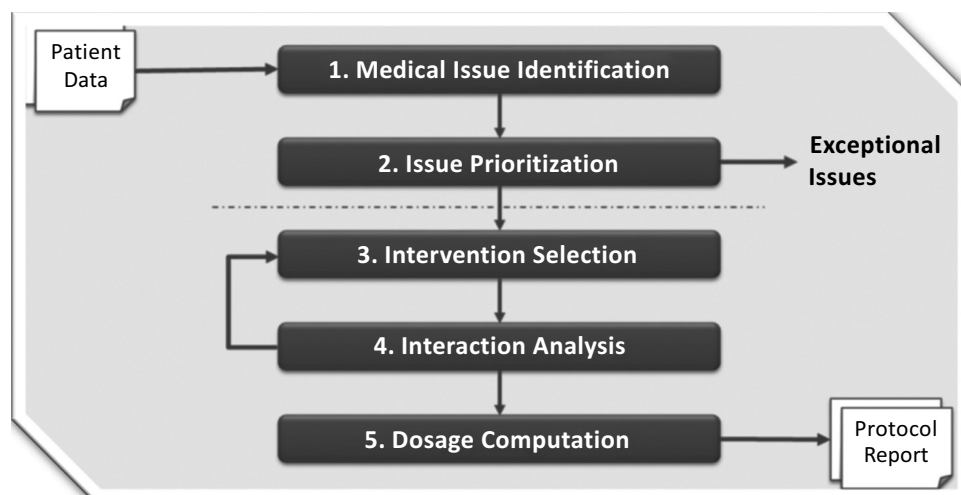 Patient
Data
1. Medical Issue Identification
2. Issue Prioritization
Exceptional
Issues
3. Intervention Selection
4. Interaction Analysis
5. Dosage Computation
Protocol
Report